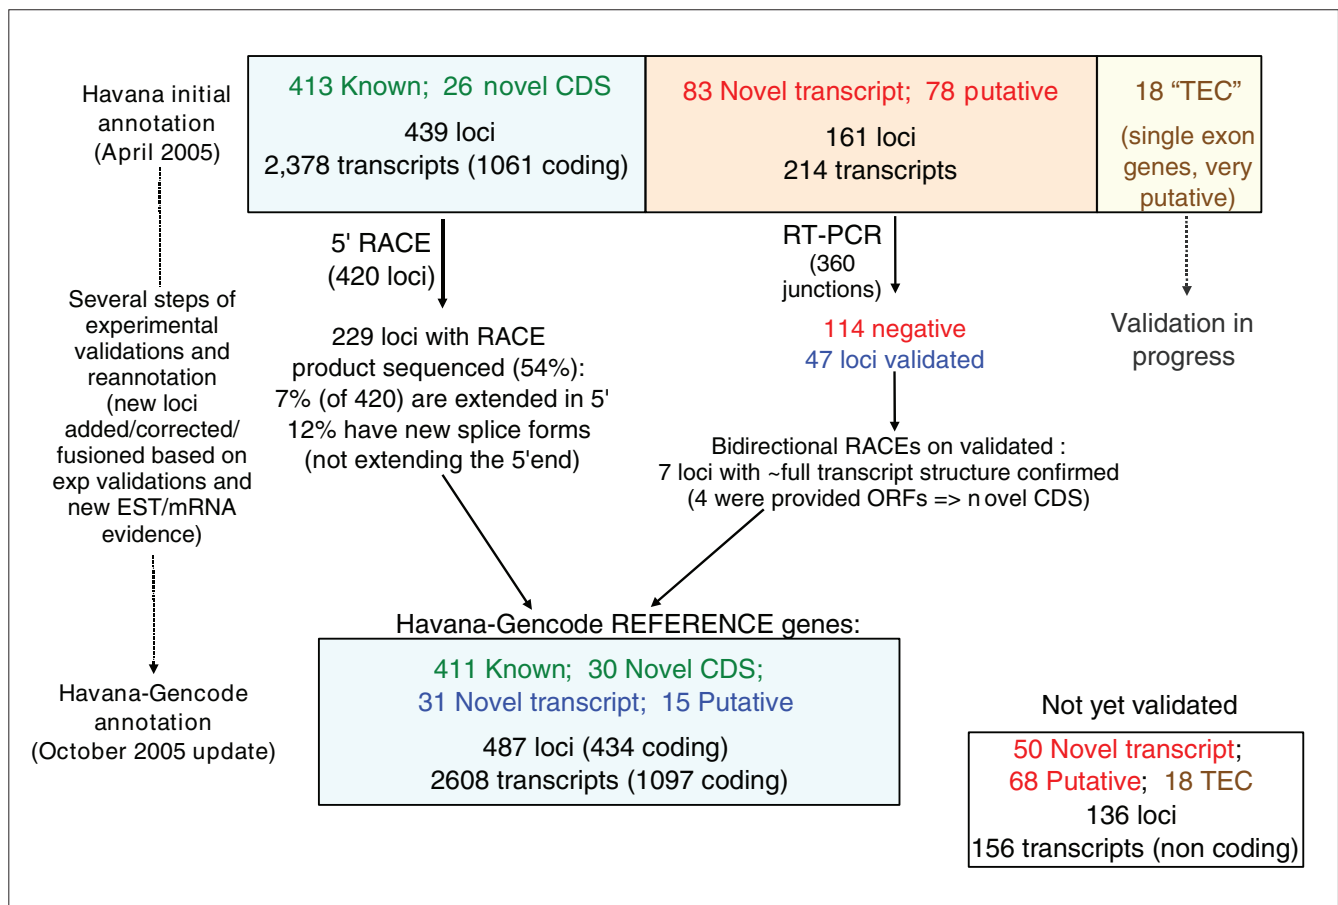 Havana initial
annotation
(April 2005)
413 Known; 26 novel CDS
439 loci
2,378 transcripts (1061 coding)
83 Novel transcript; 78 putative
161 loci
214 transcripts
18 “TEC”
(single exon
genes, very
putative)
5' RACE
(420 loci)
RT-PCR
(360
junctions)
Several steps of
experimental
validations and
reannotation
(new loci
added/corrected/
fusioned based on
exp validations and
new EST/mRNA
evidence)
229 loci with RACE
product sequenced (54%):
7% (of 420) are extended in 5'
12% have new splice forms
(not extending the 5'end)
114 negative
47 loci validated
Validation in
progress
Bidirectional RACEs on validated :
7 loci with ~full transcript structure confirmed
(4 were provided ORFs => novel CDS)
Havana-Gencode REFERENCE genes:
411 Known; 30 Novel CDS;
31 Novel transcript; 15 Putative
487 loci (434 coding)
2608 transcripts (1097 coding)
Havana-Gencode
annotation
(October 2005 update)
Not yet validated
50 Novel transcript;
68 Putative; 18 TEC
136 loci
156 transcripts (non coding)